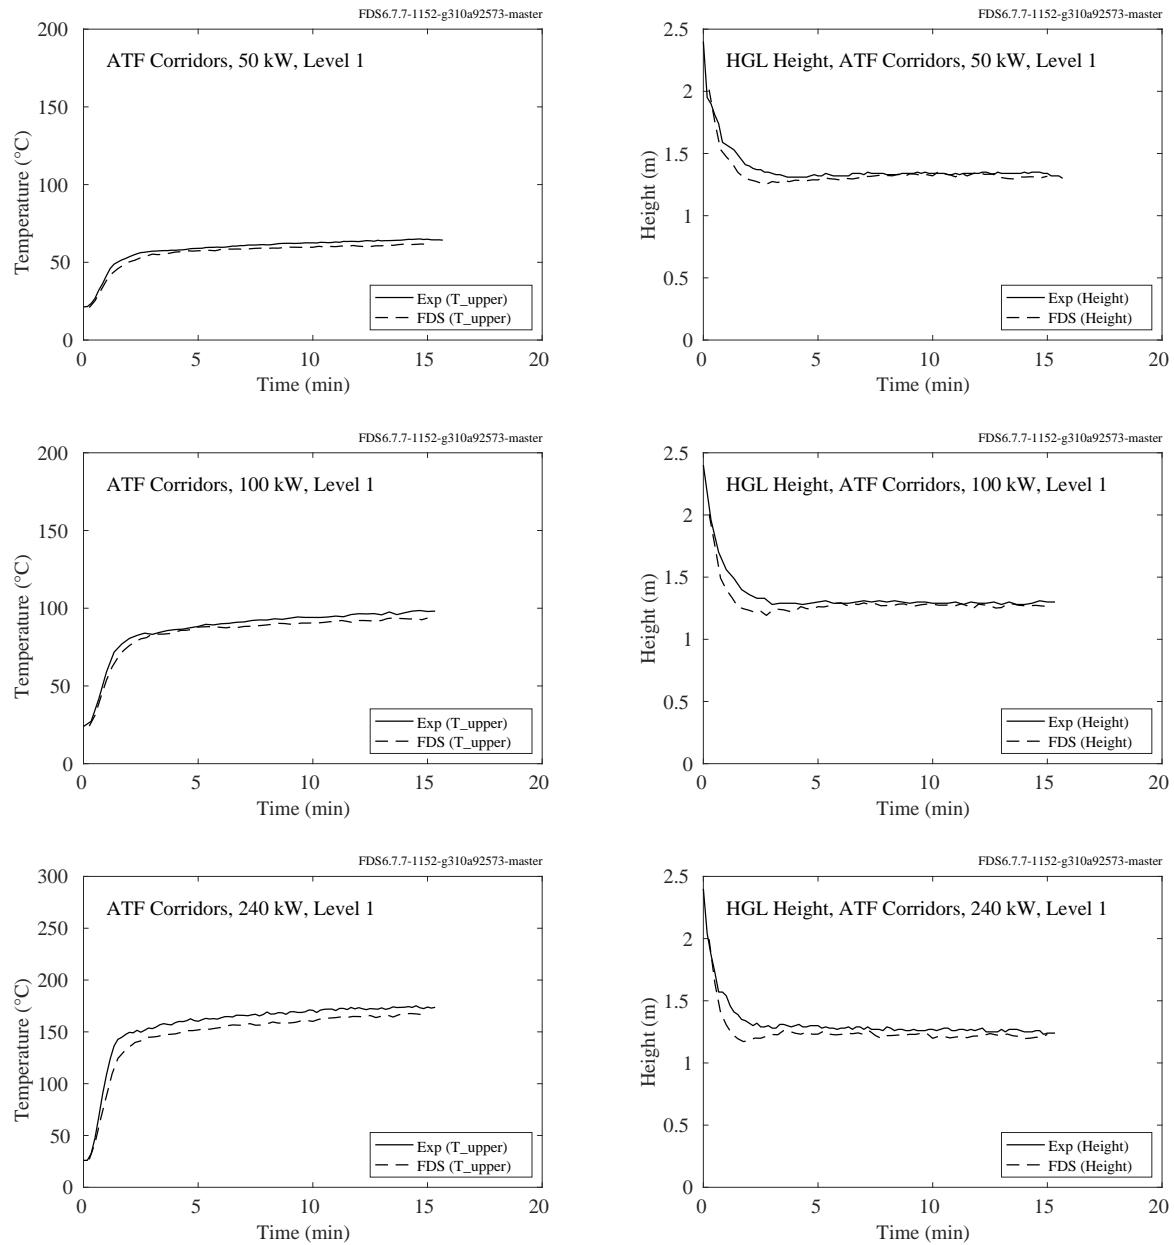 FDS6.7.7-1152-g310a92573-master
ATF Corridors, 50 kW, Level 1
Temperature (°C)
200
150
100
50
0
0 5 10 15 20
Time (min)
Exp (T_upper)
FDS (T_upper)
FDS6.7.7-1152-g310a92573-master
HGL Height, ATF Corridors, 50 kW, Level 1
Height (m)
2.5
2
1.5
1
0.5
0
0 5 10 15 20
Time (min)
Exp (Height)
FDS (Height)
FDS6.7.7-1152-g310a92573-master
ATF Corridors, 100 kW, Level 1
Temperature (°C)
200
150
100
50
0
0 5 10 15 20
Time (min)
Exp (T_upper)
FDS (T_upper)
FDS6.7.7-1152-g310a92573-master
HGL Height, ATF Corridors, 100 kW, Level 1
Height (m)
2.5
2
1.5
1
0.5
0
0 5 10 15 20
Time (min)
Exp (Height)
FDS (Height)
FDS6.7.7-1152-g310a92573-master
ATF Corridors, 240 kW, Level 1
Temperature (°C)
300
250
200
150
100
50
0
0 5 10 15 20
Time (min)
Exp (T_upper)
FDS (T_upper)
FDS6.7.7-1152-g310a92573-master
HGL Height, ATF Corridors, 240 kW, Level 1
Height (m)
2.5
2
1.5
1
0.5
0
0 5 10 15 20
Time (min)
Exp (Height)
FDS (Height)